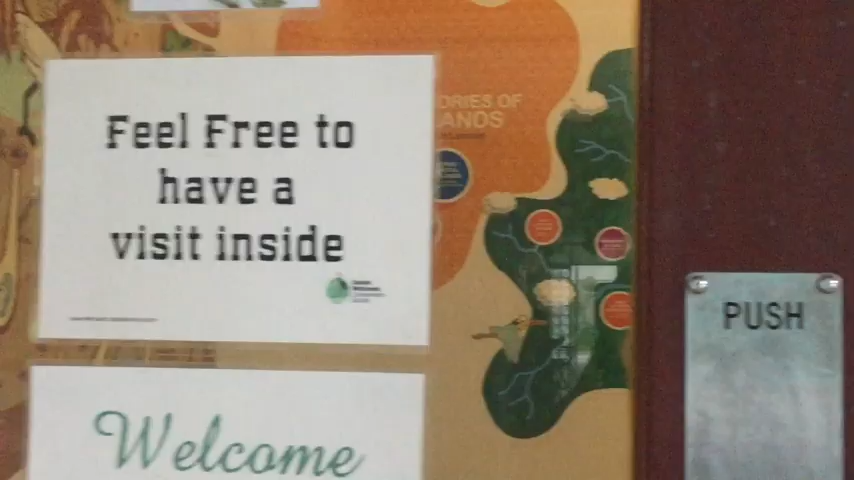 Feel Free to
have a
visit inside
Welcome
ORIES OF
ANDS
PUSH